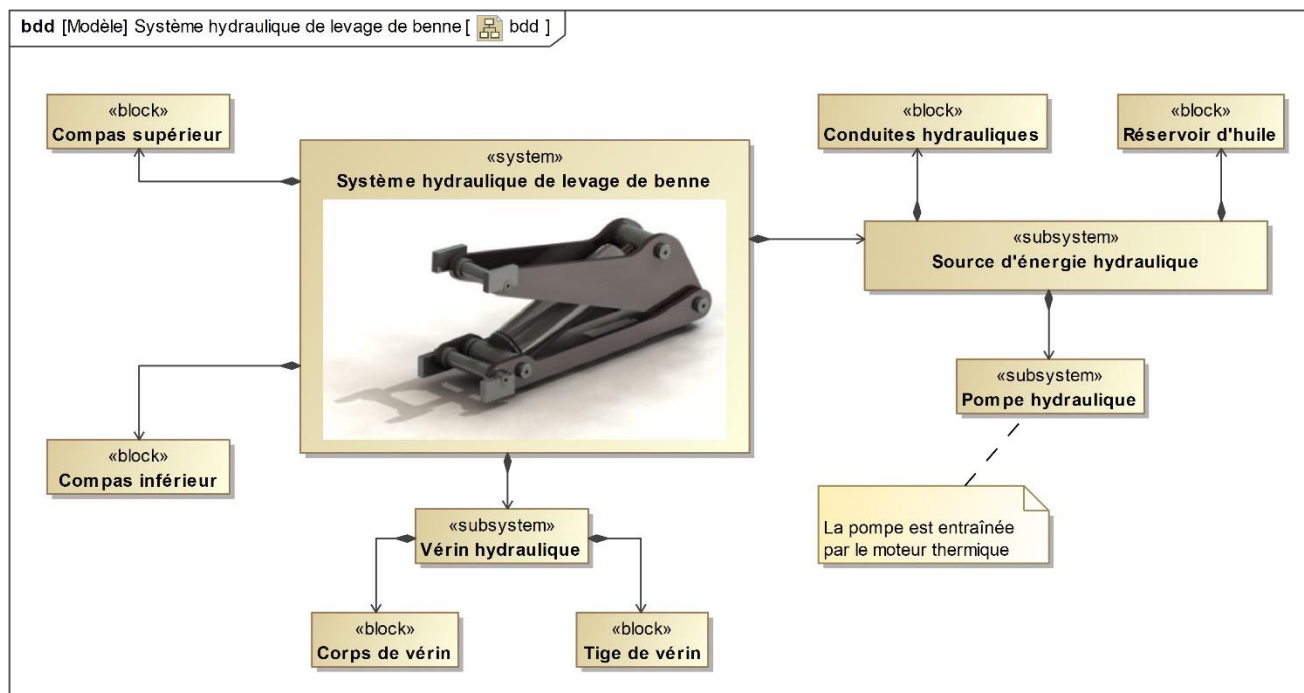 bdd [Modèle] Système hydraulique de levage de benne [ bdd ]
«block»
Compas supérieur
«system»
Système hydraulique de levage de benne
«block»
Conduites hydrauliques
«block»
Réservoir d'huile
«subsystem»
Source d'énergie hydraulique
«subsystem»
Pompe hydraulique
«block»
Compas inférieur
«subsystem»
Vérin hydraulique
La pompe est entraînée
par le moteur thermique
«block»
Corps de vérin
«block»
Tige de vérin